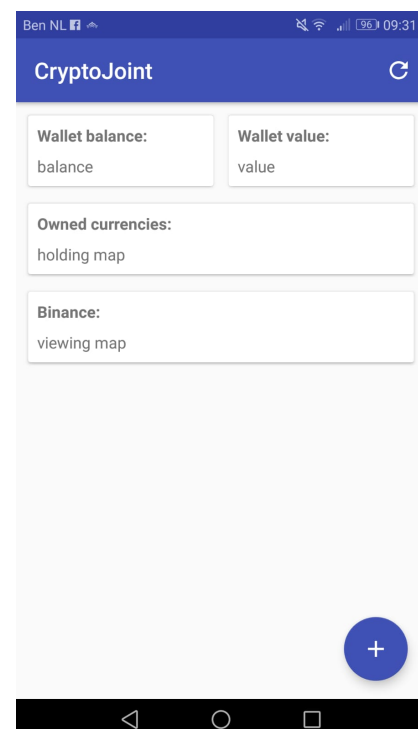 Ben NL 96 09:31
CryptoJoint
Wallet balance:
balance
Wallet value:
value
Owned currencies:
holding map
Binance:
viewing map